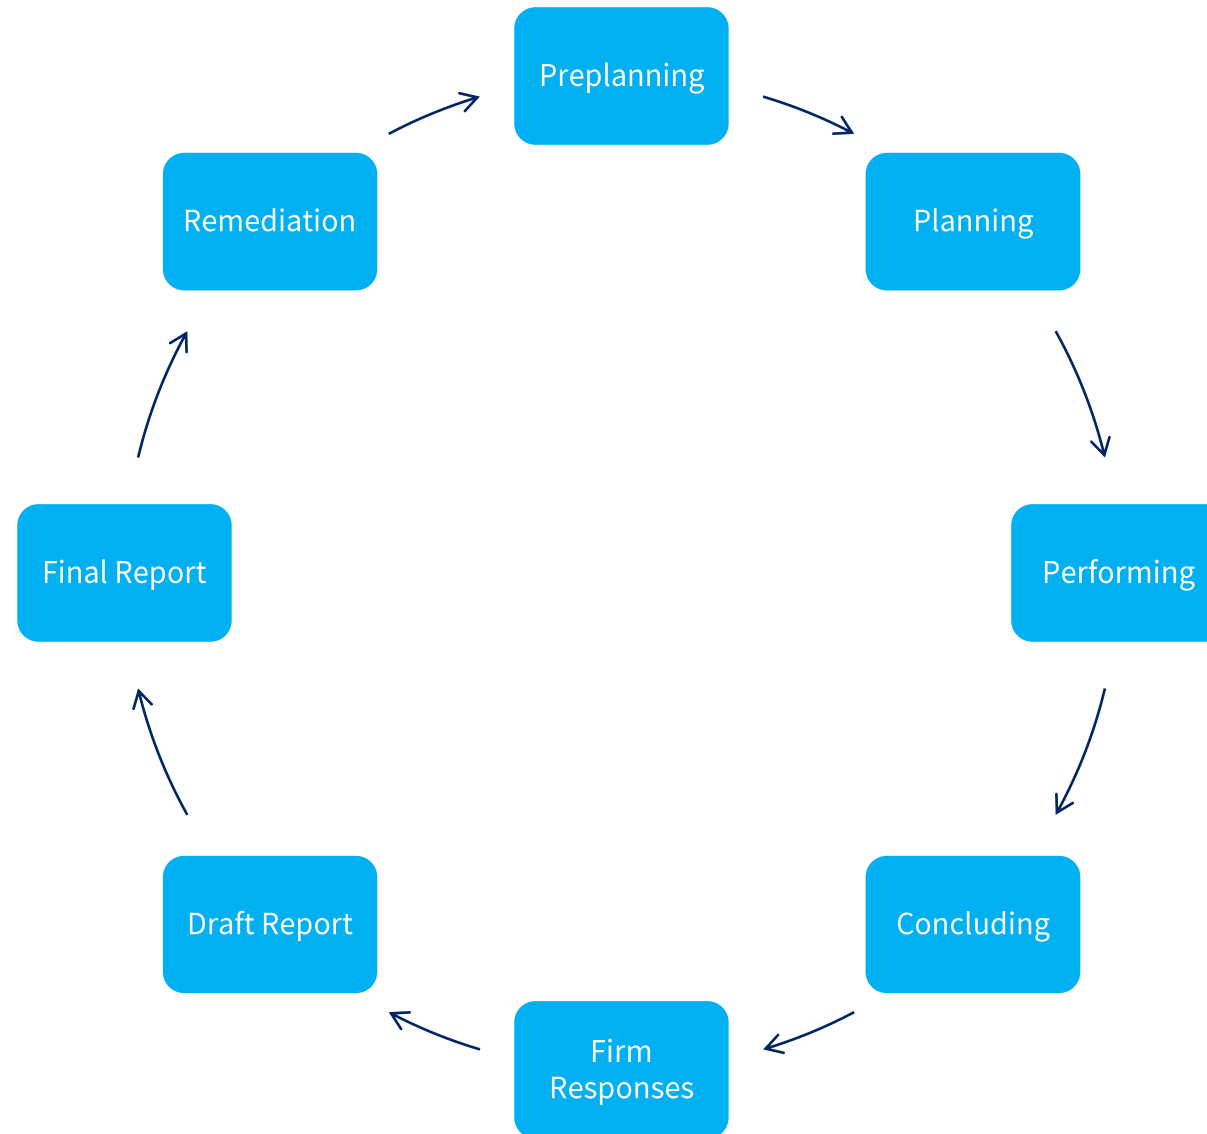 Preplanning
Planning
Performing
Concluding
Firm
Responses
Draft Report
Final Report
Remediation